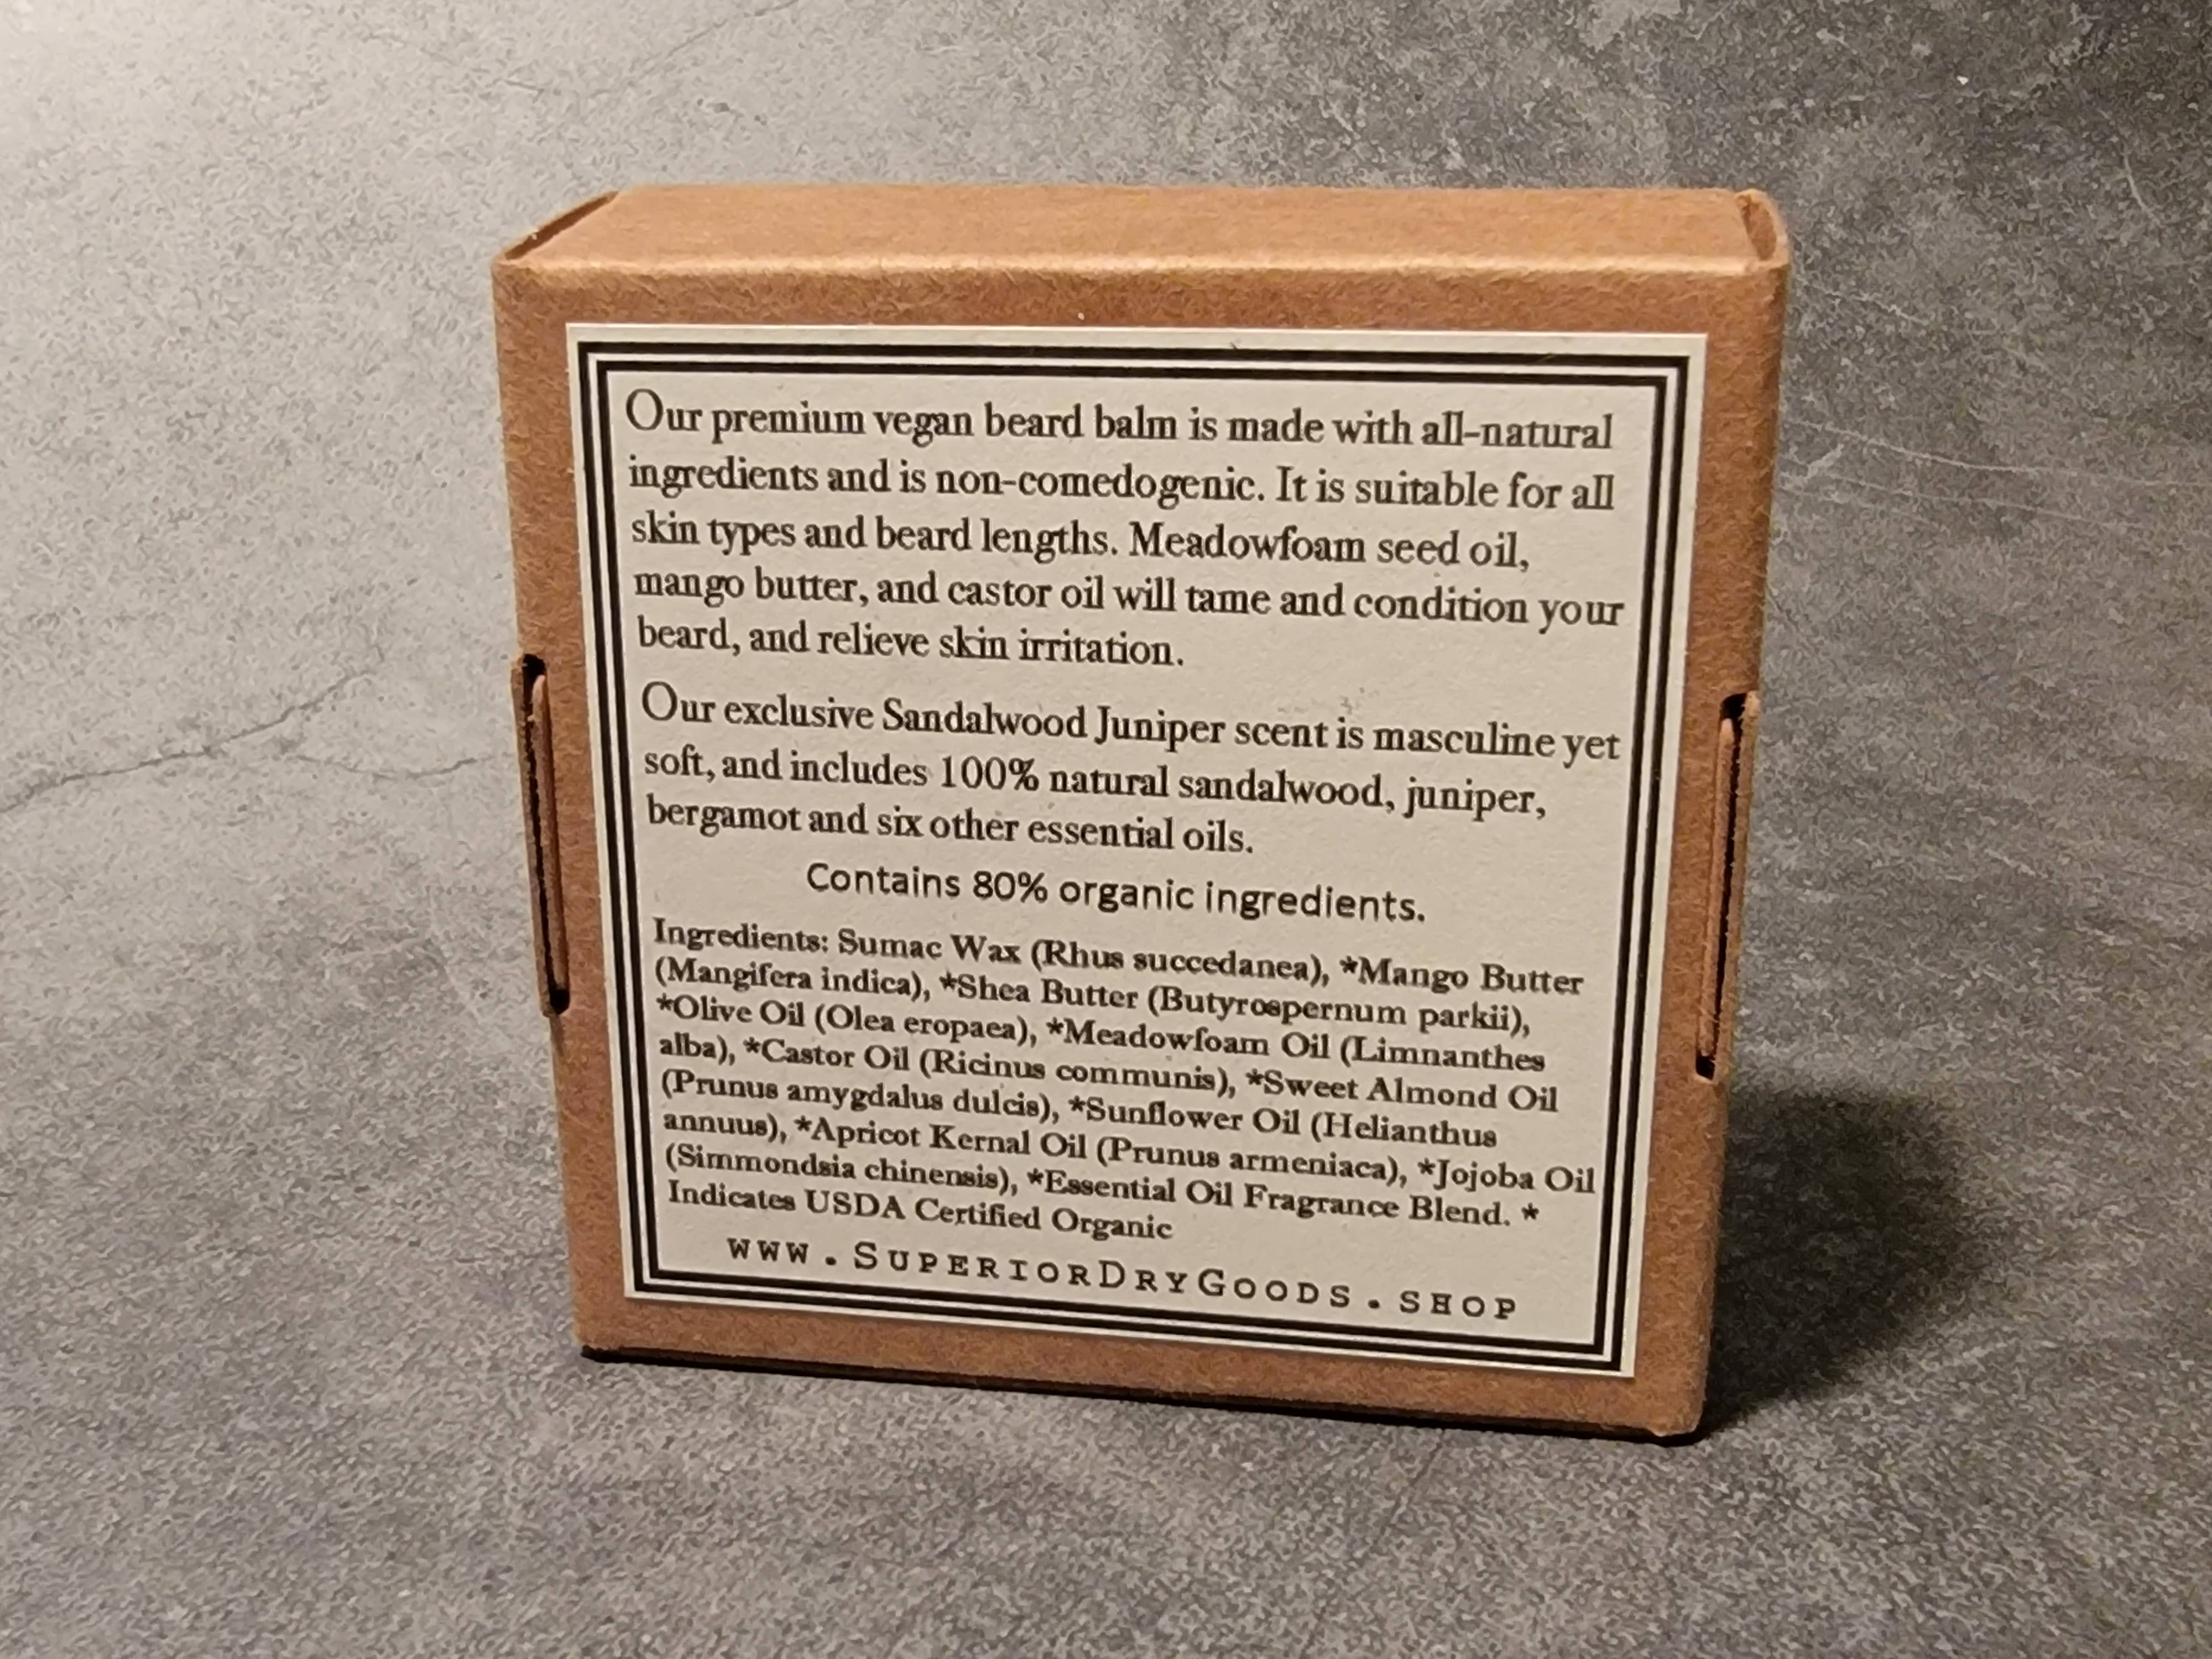 Our premium vegan beard balm is made with all-natural
ingredients and is non-comedogenic. It is suitable for all
skin types and beard lengths. Meadowfoam seed oil,
mango butter, and castor oil will tame and condition your
beard, and relieve skin irritation.
Our exclusive Sandalwood Juniper scent is masculine yet
soft, and includes 100% natural sandalwood, juniper,
bergamot and six other essential oils.
Contains 80% organic ingredients.
Ingredients: Sumac Wax (Rhus succedanea), *Mango Butter
(Mangifera indica), *Shea Butter (Butyrospernum parkii),
*Olive Oil (Olea eropaea), *Meadowfoam Oil (Limnanthes
alba), *Castor Oil (Ricinus communis), *Sweet Almond Oil
(Prunus amygdalus dulcis), *Sunflower Oil (Helianthus
annuus), *Apricot Kernal Oil (Prunus armeniaca), *Jojoba Oil
(Simmondsia chinensis), *Essential Oil Fragrance Blend. *
Indicates USDA Certified Organic
www.SuperiorDryGoods.shop